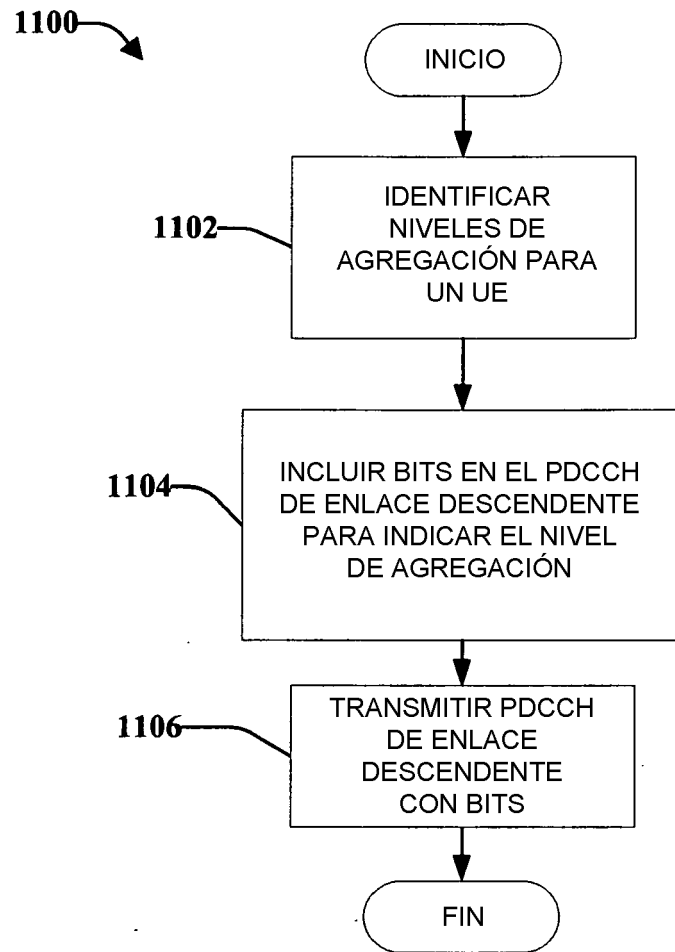 1100
INICIO
1102
IDENTIFICAR
NIVELES DE
AGREGACIÓN PARA
UN UE
1104
INCLUIR BITS EN EL PDCCH
DE ENLACE DESCENDENTE
PARA INDICAR EL NIVEL
DE AGREGACIÓN
1106
TRANSMITIR PDCCH
DE ENLACE
DESCENDENTE
CON BITS
FIN